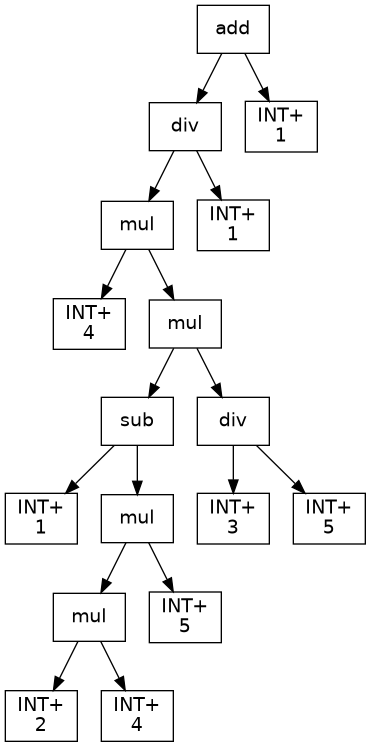 add
div
INT+
1
mul
INT+
1
INT+
4
mul
sub
div
INT+
1
mul
INT+
3
INT+
5
mul
INT+
5
INT+
2
INT+
4